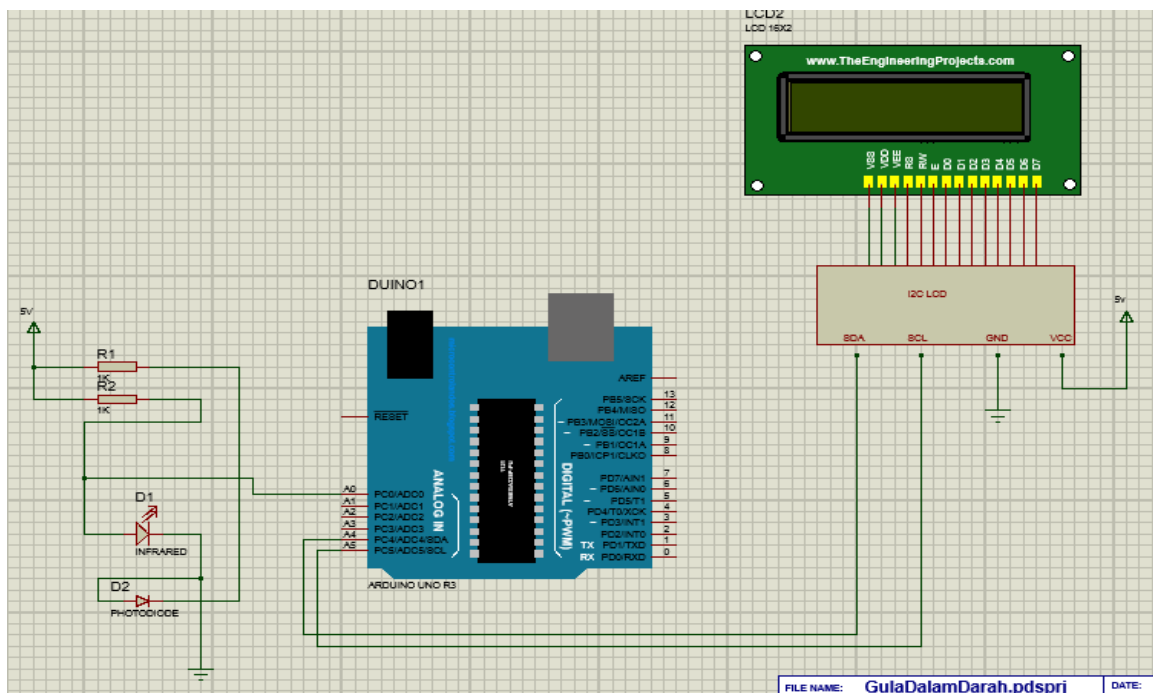 LCD2
LCD 16X2
www.TheEngineeringProjects.com
VSS VDD VEE RS RW E D0 D1 D2 D3 D4 D5 D6 D7
I2C LCD
SDA SCL GND VCC
5v
DUINO1
5V
R1
1K
R2
1K
D1
INFRARED
D2
PHOTODIODE
RESET
AREF
PB5/SCK 13
PB4/MISO 12
~PB3/MOSI/OC2A 11
~PB2/SS/OC1B 10
~PB1/OC1A 9
PB0/ICP1/CLKO 8
PD7/AIN1 7
~PD6/AIN0 6
~PD5/T1 5
PD4/T0/XCK 4
~PD3/INT1 3
PD2/INT0 2
TX PD1/TXD 1
RX PD0/RXD 0
DIGITAL (~PWM)
ANALOG IN
A0 PC0/ADC0
A1 PC1/ADC1
A2 PC2/ADC2
A3 PC3/ADC3
A4 PC4/ADC4/SDA
A5 PC5/ADC5/SCL
ARDUINO UNO R3
FILE NAME: GulaDalamDarah.pdsprj DATE: